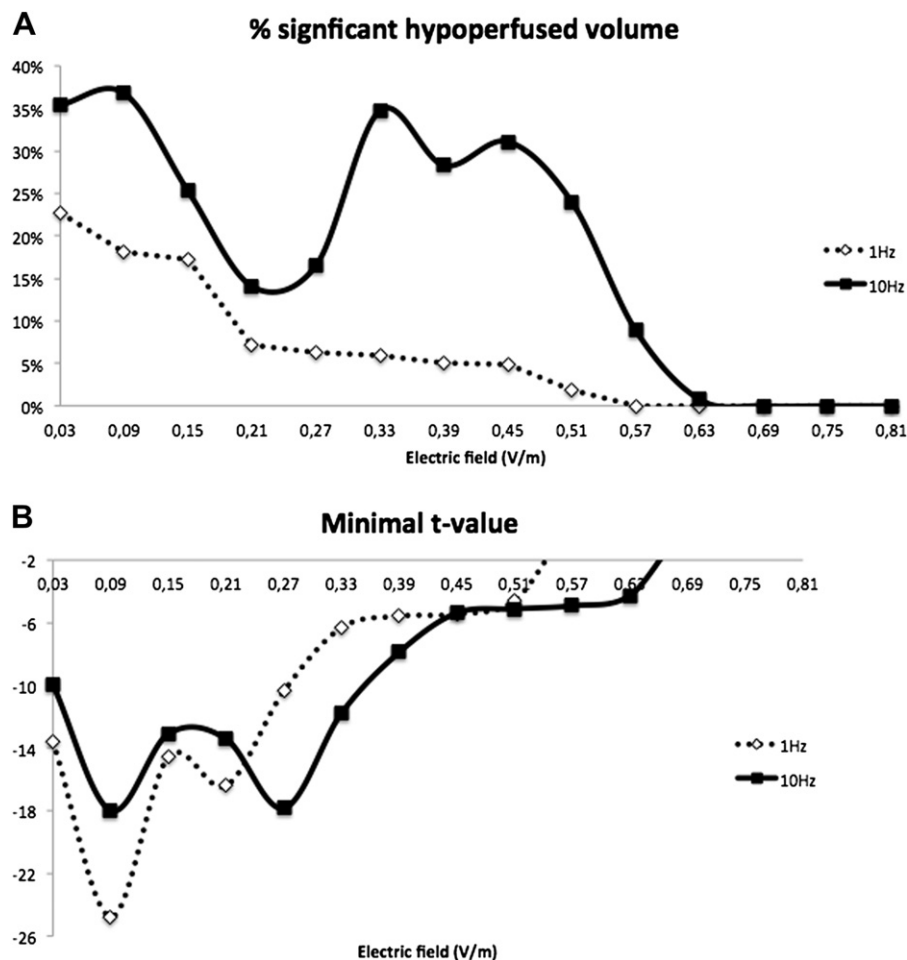 A
% signficant hypoperfused volume
40%
35%
30%
25%
20%
15%
10%
5%
0%
0,03 0,09 0,15 0,21 0,27 0,33 0,39 0,45 0,51 0,57 0,63 0,69 0,75 0,81
Electric field (V/m)
1Hz
10Hz
B
Minimal t-value
-2
0,03 0,09 0,15 0,21 0,27 0,33 0,39 0,45 0,51 0,57 0,63 0,69 0,75 0,81
-6
-10
-14
-18
-22
-26
1Hz
10Hz
Electric field (V/m)